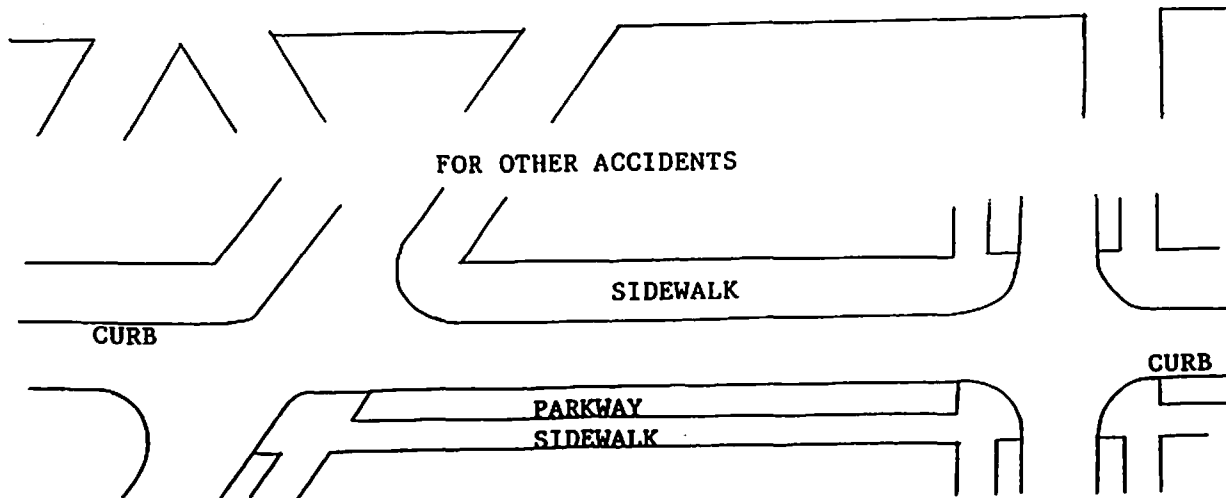 FOR OTHER ACCIDENTS
SIDEWALK
CURB
CURB
PARKWAY
SIDEWALK